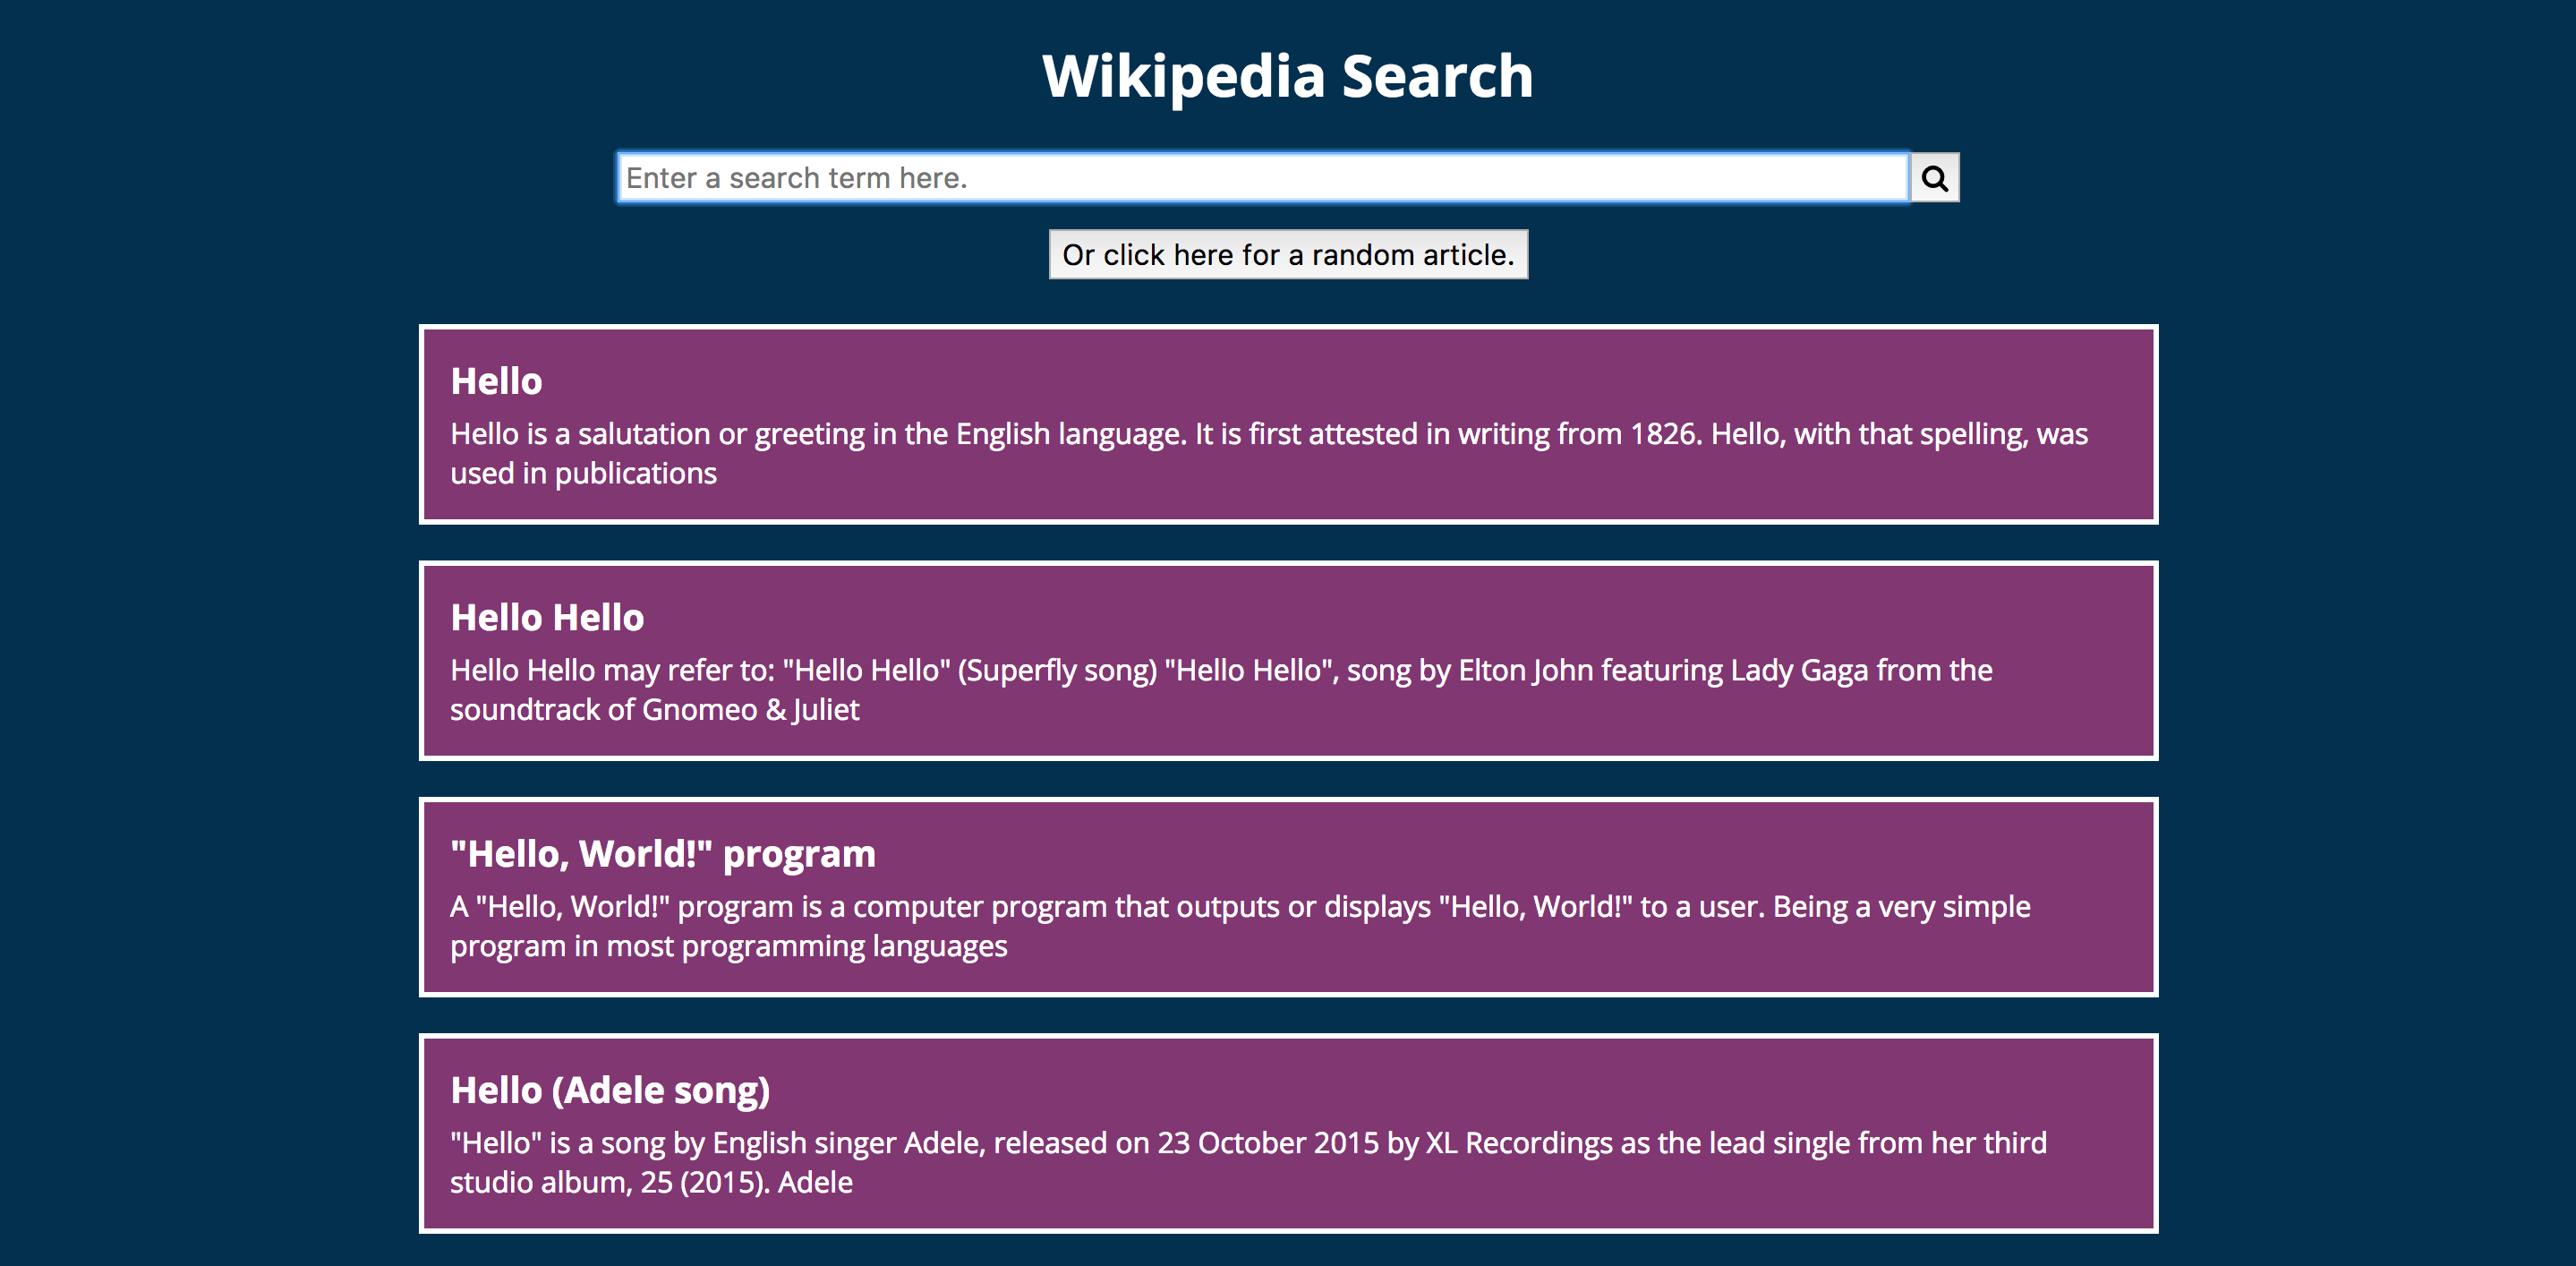 Wikipedia Search
Enter a search term here.
Or click here for a random article.
Hello
Hello is a salutation or greeting in the English language. It is first attested in writing from 1826. Hello, with that spelling, was
used in publications
Hello Hello
Hello Hello may refer to: "Hello Hello" (Superfly song) "Hello Hello", song by Elton John featuring Lady Gaga from the
soundtrack of Gnomeo & Juliet
"Hello, World!" program
A "Hello, World!" program is a computer program that outputs or displays "Hello, World!" to a user. Being a very simple
program in most programming languages
Hello (Adele song)
"Hello" is a song by English singer Adele, released on 23 October 2015 by XL Recordings as the lead single from her third
studio album, 25 (2015). Adele